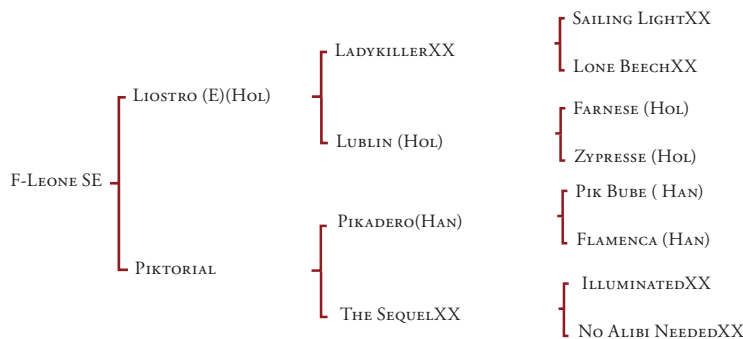 Sailing LightXX
LadykillerXX
Lone BeechXX
Liostro (E)(Hol)
Farnese (Hol)
Lublin (Hol)
Zypresse (Hol)
F-Leone SE
Pik Bube ( Han)
Pikadero(Han)
Flamenca (Han)
Piktorial
IlluminatedXX
The SequelXX
No Alibi NeededXX